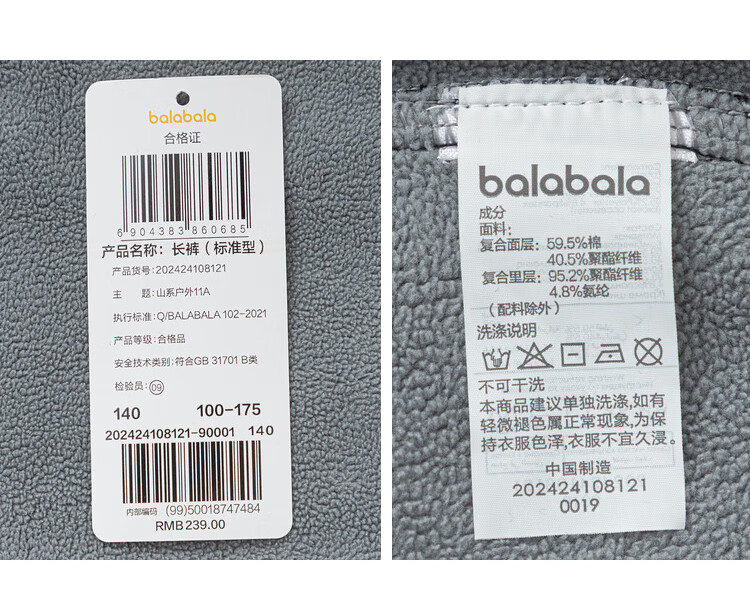 balabala
合格证
6 904383 860685
产品名称：长裤（标准型）
产品货号：202424108121
主　题：山系户外11A
执行标准：Q/BALABALA 102-2021
产品等级：合格品
安全技术类别：符合GB 31701 B类
检验员：09
140 100-175
202424108121-90001 140
内部编码 (99)50018747484
RMB239.00
balabala
成分
面料：
复合面层：59.5%棉
40.5%聚酯纤维
复合里层：95.2%聚酯纤维
4.8%氨纶
（配料除外）
洗涤说明
不可干洗
本商品建议单独洗涤,如有
轻微褪色属正常现象,为保
持衣服色泽,衣服不宜久浸。
中国制造
202424108121
0019